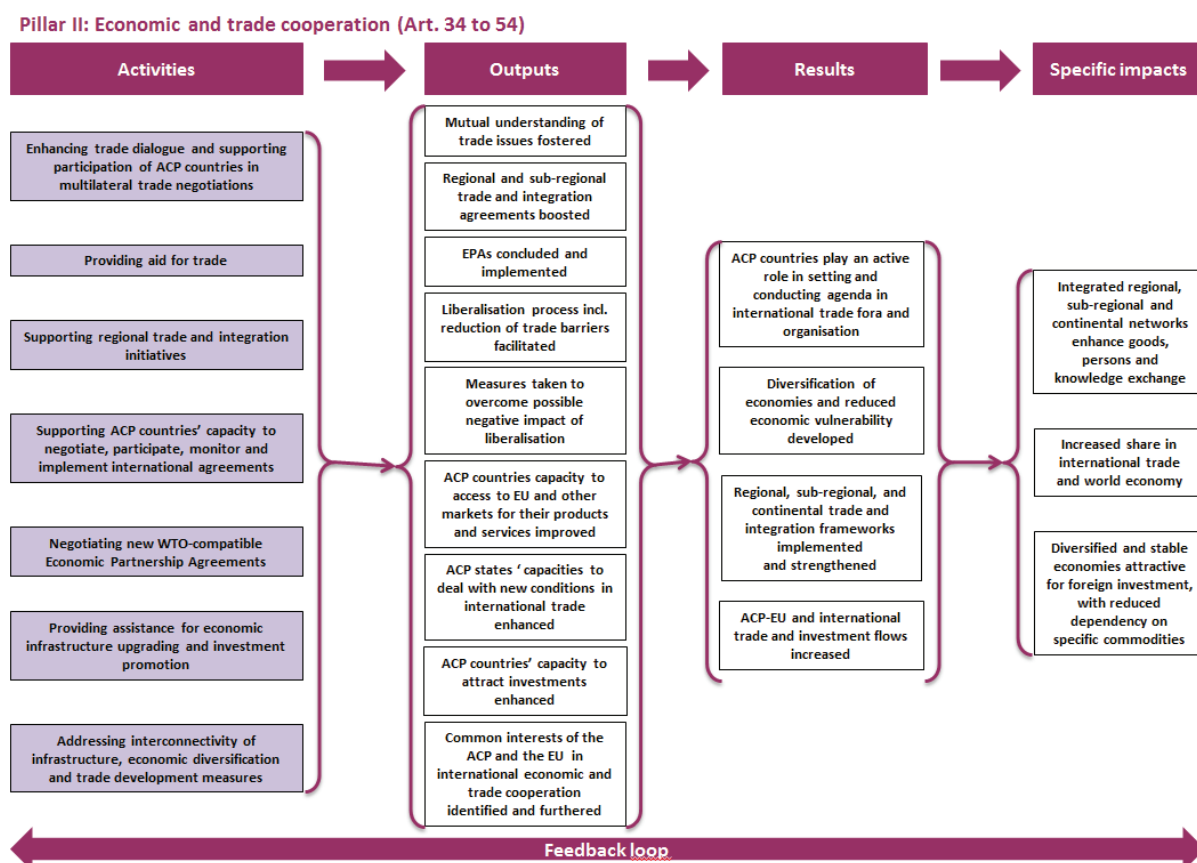 Pillar II: Economic and trade cooperation (Art. 34 to 54)
Activities
Outputs
Results
Specific impacts
Enhancing trade dialogue and supporting
participation of ACP countries in
multilateral trade negotiations
Providing aid for trade
Supporting regional trade and integration
initiatives
Supporting ACP countries’ capacity to
negotiate, participate, monitor and
implement international agreements
Negotiating new WTO-compatible
Economic Partnership Agreements
Providing assistance for economic
infrastructure upgrading and investment
promotion
Addressing interconnectivity of
infrastructure, economic diversification
and trade development measures
Mutual understanding of
trade issues fostered
Regional and sub-regional
trade and integration
agreements boosted
EPAs concluded and
implemented
Liberalisation process incl.
reduction of trade barriers
facilitated
Measures taken to
overcome possible
negative impact of
liberalisation
ACP countries capacity to
access to EU and other
markets for their products
and services improved
ACP states ‘ capacities to
deal with new conditions in
international trade
enhanced
ACP countries’ capacity to
attract investments
enhanced
Common interests of the
ACP and the EU in
international economic and
trade cooperation
identified and furthered
ACP countries play an active
role in setting and
conducting agenda in
international trade fora and
organisation
Diversification of
economies and reduced
economic vulnerability
developed
Regional, sub-regional, and
continental trade and
integration frameworks
implemented
and strengthened
ACP-EU and international
trade and investment flows
increased
Integrated regional,
sub-regional and
continental networks
enhance goods,
persons and
knowledge exchange
Increased share in
international trade
and world economy
Diversified and stable
economies attractive
for foreign investment,
with reduced
dependency on
specific commodities
Feedback loop